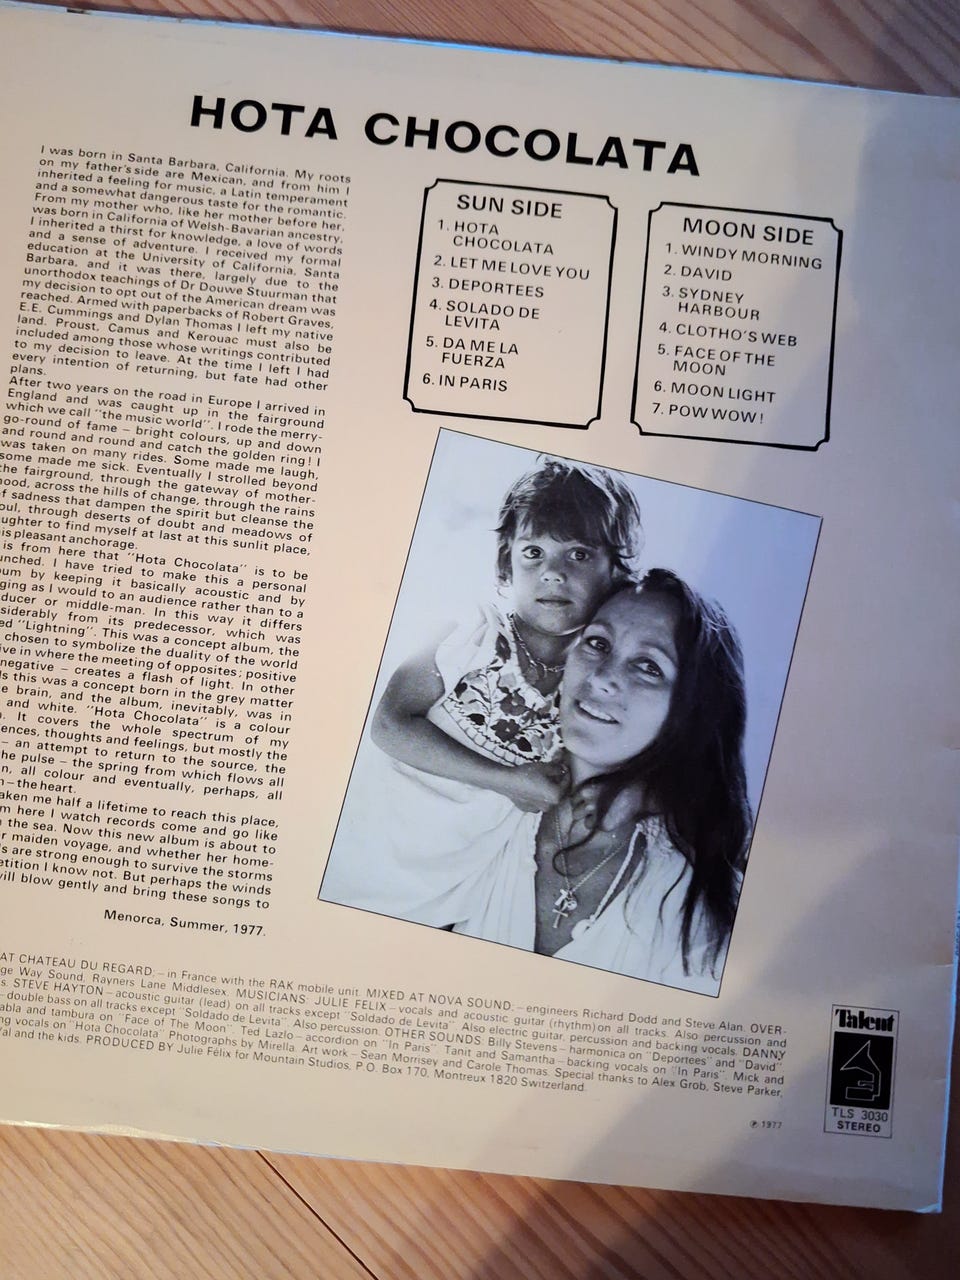 HOTA CHOCOLATA
I was born in Santa Barbara, California. My roots
on my father's side are Mexican, and from him I
inherited a feeling for music, a Latin temperament
and a somewhat dangerous taste for the romantic.
From my mother who, like her mother before her,
was born in California of Welsh-Bavarian ancestry,
I inherited a thirst for knowledge, a love of words
and a sense of adventure. I received my formal
education at the University of California, Santa
Barbara, and it was there, largely due to the
unorthodox teachings of Dr Douwe Stuurman that
my decision to opt out of the American dream was
reached. Armed with paperbacks of Robert Graves,
E.E. Cummings and Dylan Thomas I left my native
land. Proust, Camus and Kerouac must also be
included among those whose writings contributed
to my decision to leave. At the time I left I had
every intention of returning, but fate had other
plans.
After two years on the road in Europe I arrived in
England and was caught up in the fairground
which we call "the music world". I rode the merry-
go-round of fame – bright colours, up and down
and round and round and catch the golden ring! I
was taken on many rides. Some made me laugh,
some made me sick. Eventually I strolled beyond
the fairground, through the gateway of mother-
hood, across the hills of change, through the rains
of sadness that dampen the spirit but cleanse the
oul, through deserts of doubt and meadows of
ughter to find myself at last at this sunlit place,
is pleasant anchorage.
is from here that "Hota Chocolata" is to be
unched. I have tried to make this a personal
um by keeping it basically acoustic and by
ging as I would to an audience rather than to a
ducer or middle-man. In this way it differs
siderably from its predecessor, which was
ed "Lightning". This was a concept album, the
chosen to symbolize the duality of the world
ive in where the meeting of opposites; positive
negative – creates a flash of light. In other
ds this was a concept born in the grey matter
e brain, and the album, inevitably, was in
and white. "Hota Chocolata" is a colour
). It covers the whole spectrum of my
ences, thoughts and feelings, but mostly the
– an attempt to return to the source, the
he pulse – the spring from which flows all
n, all colour and eventually, perhaps, all
n – the heart.
aken me half a lifetime to reach this place,
m here I watch records come and go like
n the sea. Now this new album is about to
r maiden voyage, and whether her home-
ls are strong enough to survive the storms
etition I know not. But perhaps the winds
vill blow gently and bring these songs to
Menorca, Summer, 1977.
SUN SIDE
1. HOTA
CHOCOLATA
2. LET ME LOVE YOU
3. DEPORTEES
4. SOLADO DE
LEVITA
5. DA ME LA
FUERZA
6. IN PARIS
MOON SIDE
1. WINDY MORNING
2. DAVID
3. SYDNEY
HARBOUR
4. CLOTHO'S WEB
5. FACE OF THE
MOON
6. MOON LIGHT
7. POW WOW!
AT CHATEAU DU REGARD; – in France with the RAK mobile unit. MIXED AT NOVA SOUND; – engineers Richard Dodd and Steve Alan. OVER-
ge Way Sound, Rayners Lane Middlesex. MUSICIANS: JULIE FELIX – vocals and acoustic guitar (rhythm) on all tracks. Also percussion and
s. STEVE HAYTON – acoustic guitar (lead) on all tracks except "Soldado de Levita". Also electric guitar, percussion and backing vocals. DANNY
– double bass on all tracks except "Soldado de Levita". Also percussion. OTHER SOUNDS: Billy Stevens – harmonica on "Deportees" and "David"
abla and tambura on "Face of The Moon". Ted Lazlo – accordion on "In Paris". Tanit and Samantha – backing vocals on "In Paris". Mick and
ng vocals on "Hota Chocolata" Photographs by Mirella. Art work – Sean Morrisey and Carole Thomas. Special thanks to Alex Grob, Steve Parker,
Val and the kids. PRODUCED BY Julie Félix for Mountain Studios, P.O. Box 170, Montreux 1820 Switzerland.
℗ 1977
Talent
TLS 3030
STEREO